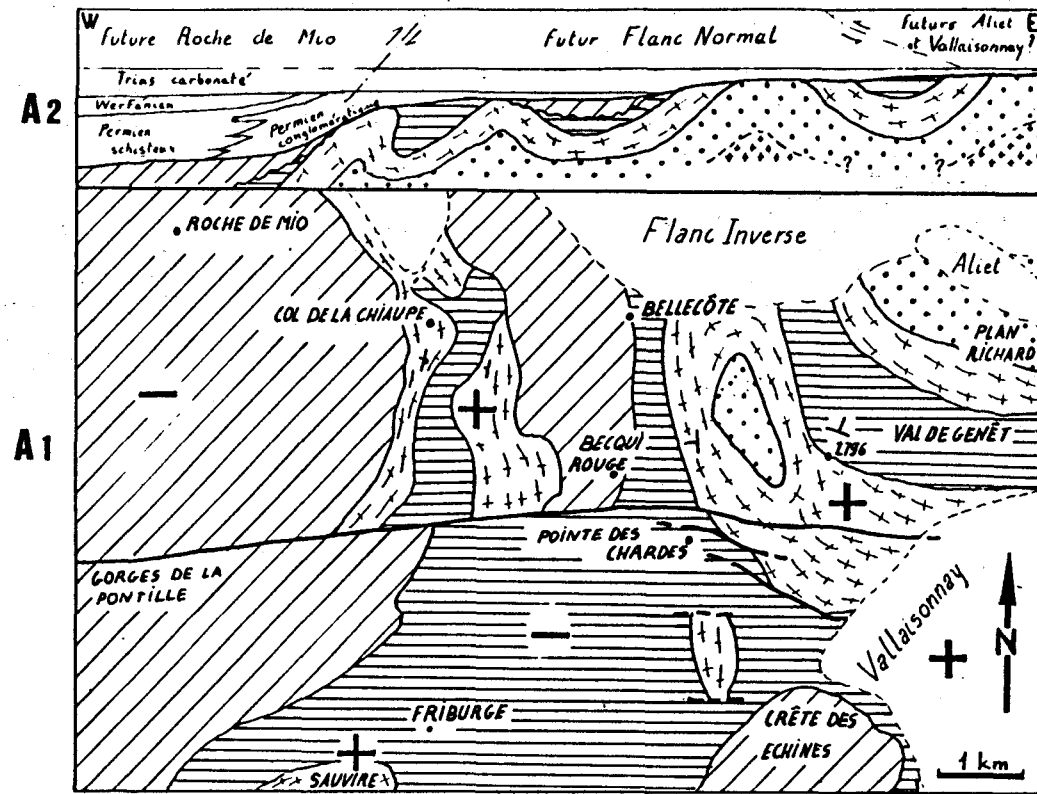 W
Future Roche de Mio
Futur Flanc Normal
Future Aliet E
et Vallaisonnay ?
Trias carbonaté
A2
Werfénien
Permien
schisteux
Permien
conglomératique
?
?
ROCHE DE MIO
Flanc Inverse
Aliet
COL DE LA CHIAUPE
BELLECÔTE
PLAN
RICHARD
A1
BECQUI
ROUGE
VAL DE GENÊT
2796
POINTE DES
CHARDES
GORGES DE LA
PONTILLE
Vallaisonnay
N
FRIBURGE
CRÊTE DES
ECHINES
SAUVIRE
1 km